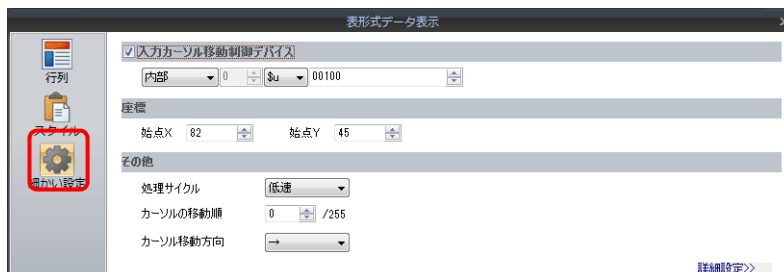 表形式データ表示
行列
スタイル
細かい設定
入力カーソル移動制御デバイス
内部 0 $u 00100
座標
始点X 82 始点Y 45
その他
処理サイクル 低速
カーソルの移動順 0 /255
カーソル移動方向 →
詳細設定>>